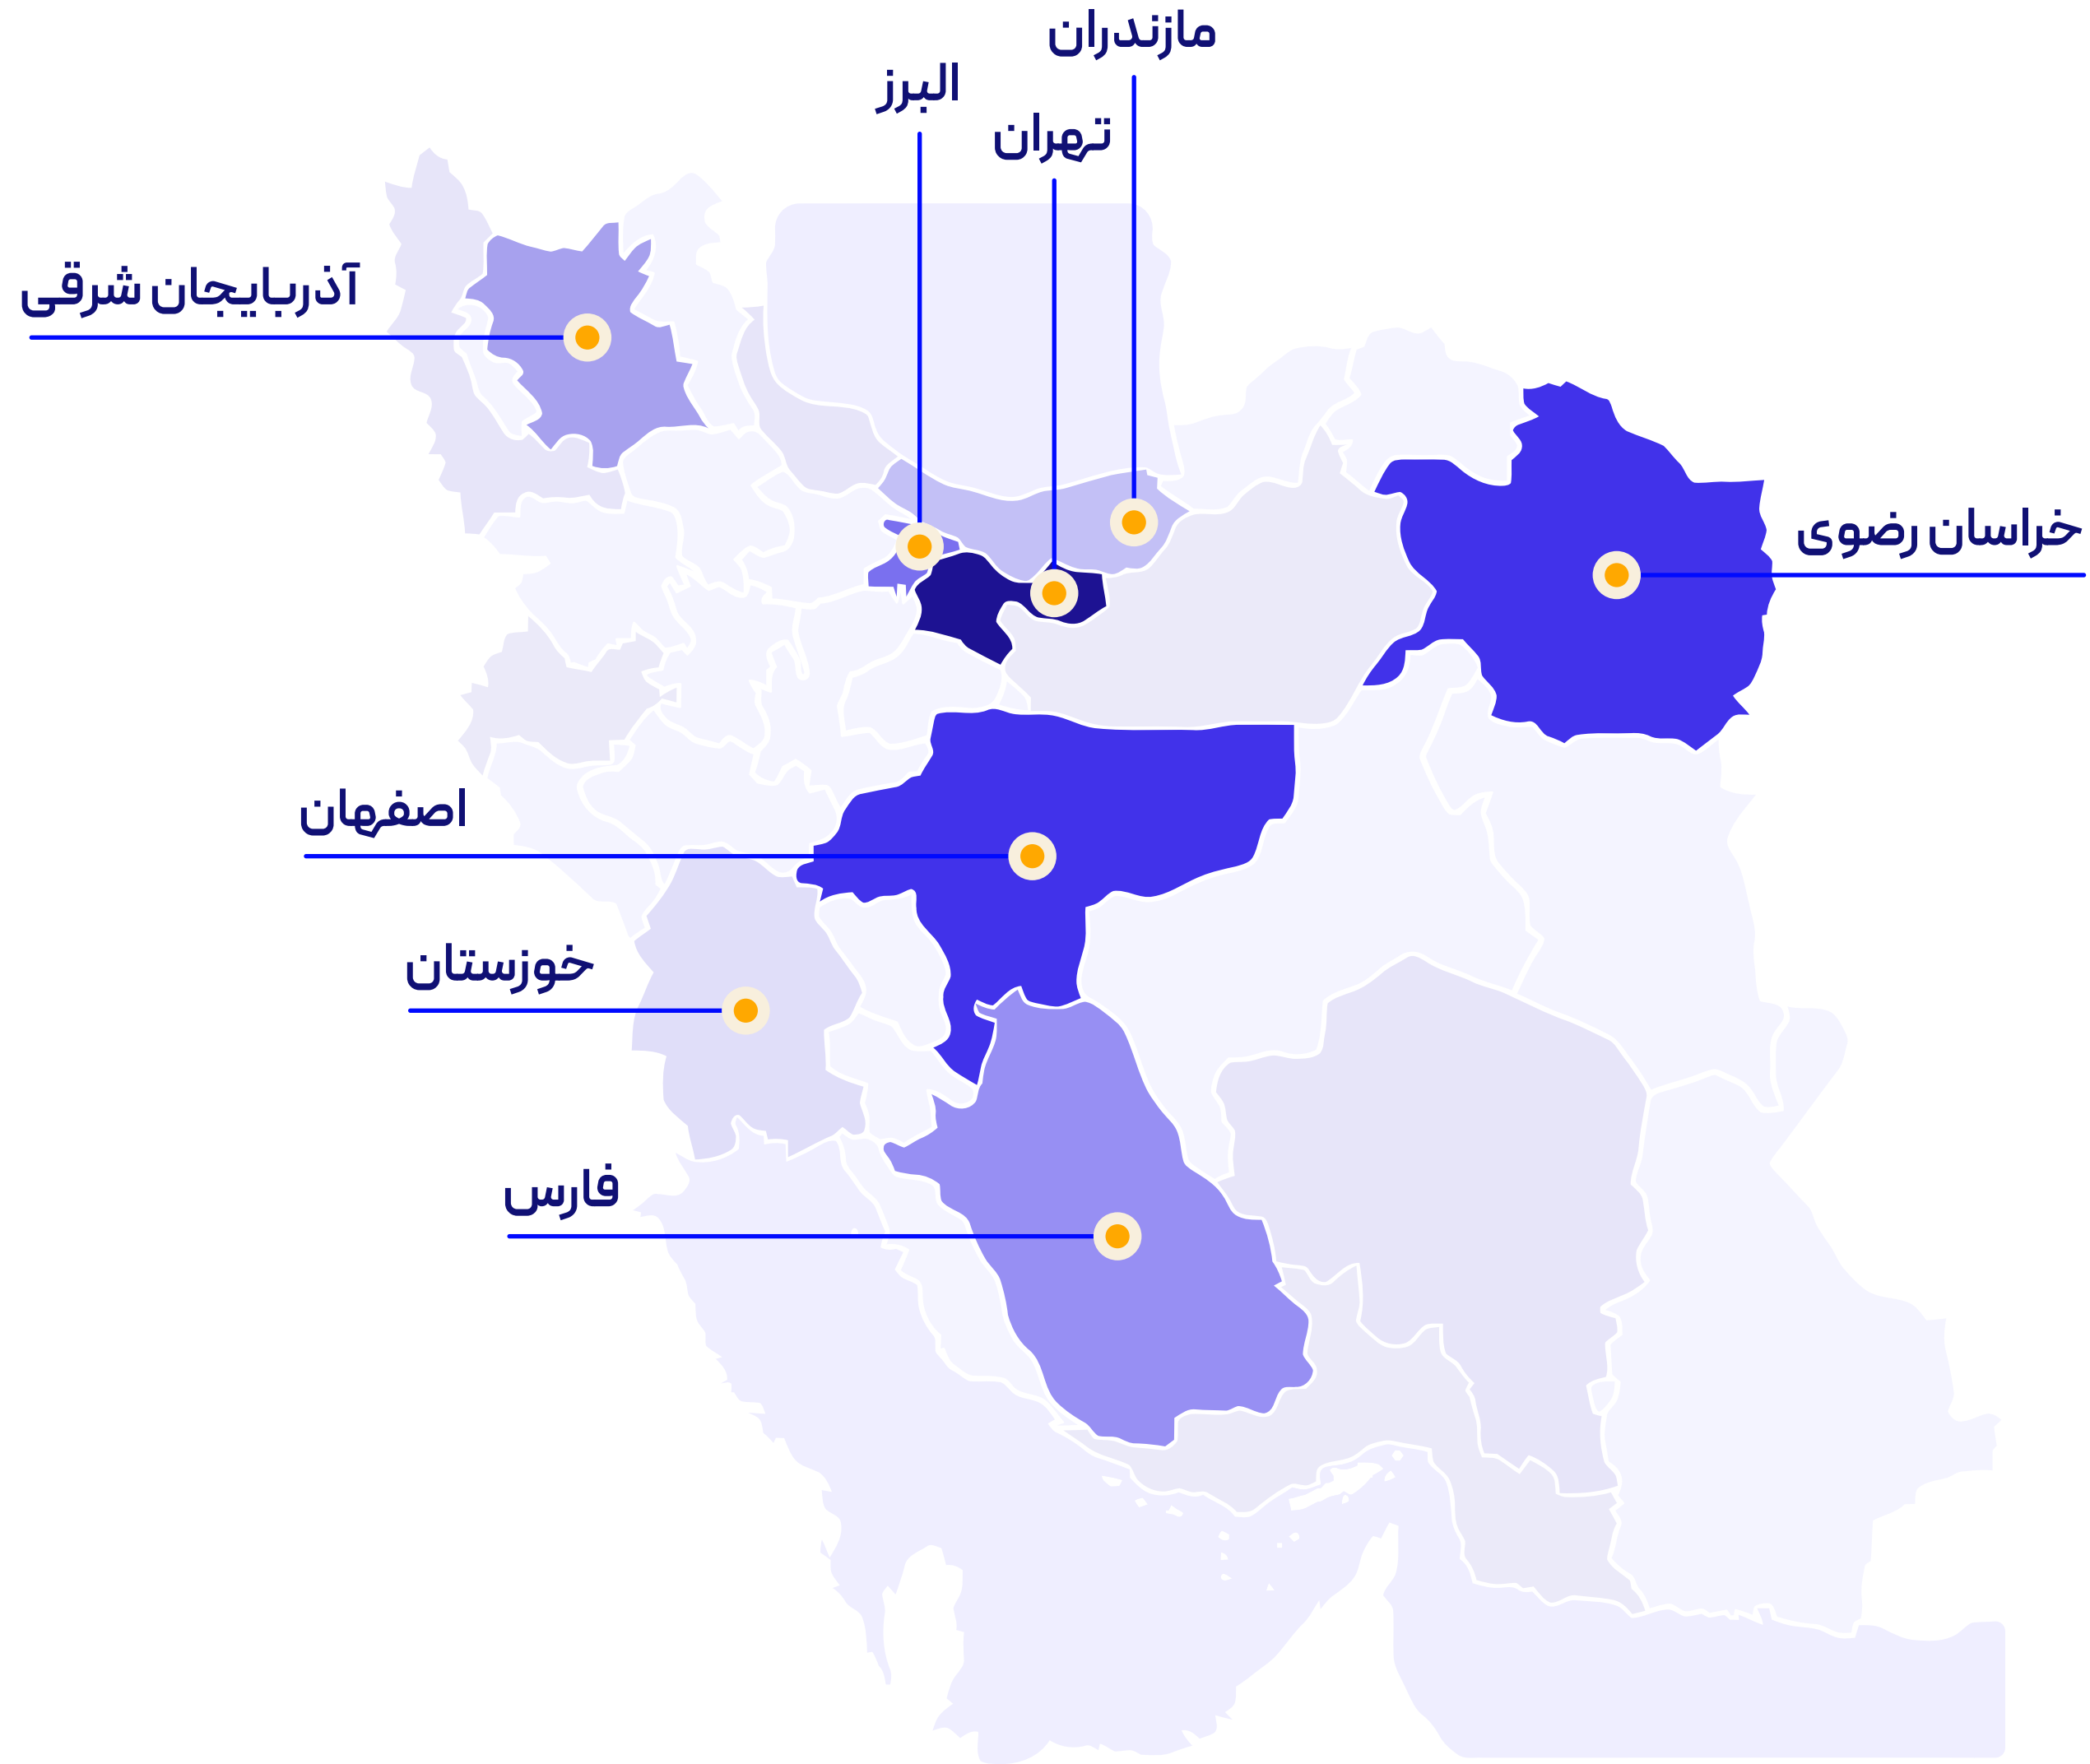 مازندران
البرز
تهران
آذربایجان شرقی
خراسان رضوی
اصفهان
خوزستان
فارس